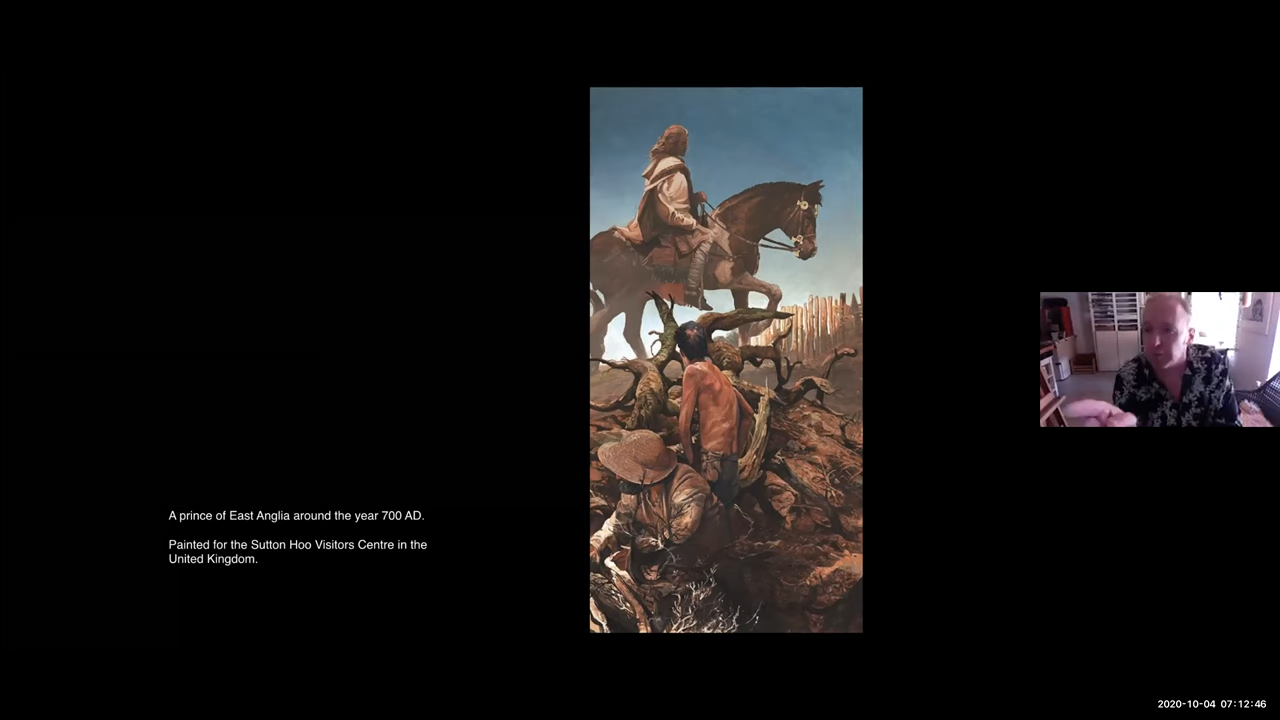 A prince of East Anglia around the year 700 AD.
Painted for the Sutton Hoo Visitors Centre in the
United Kingdom.
2020-10-04 07:12:46